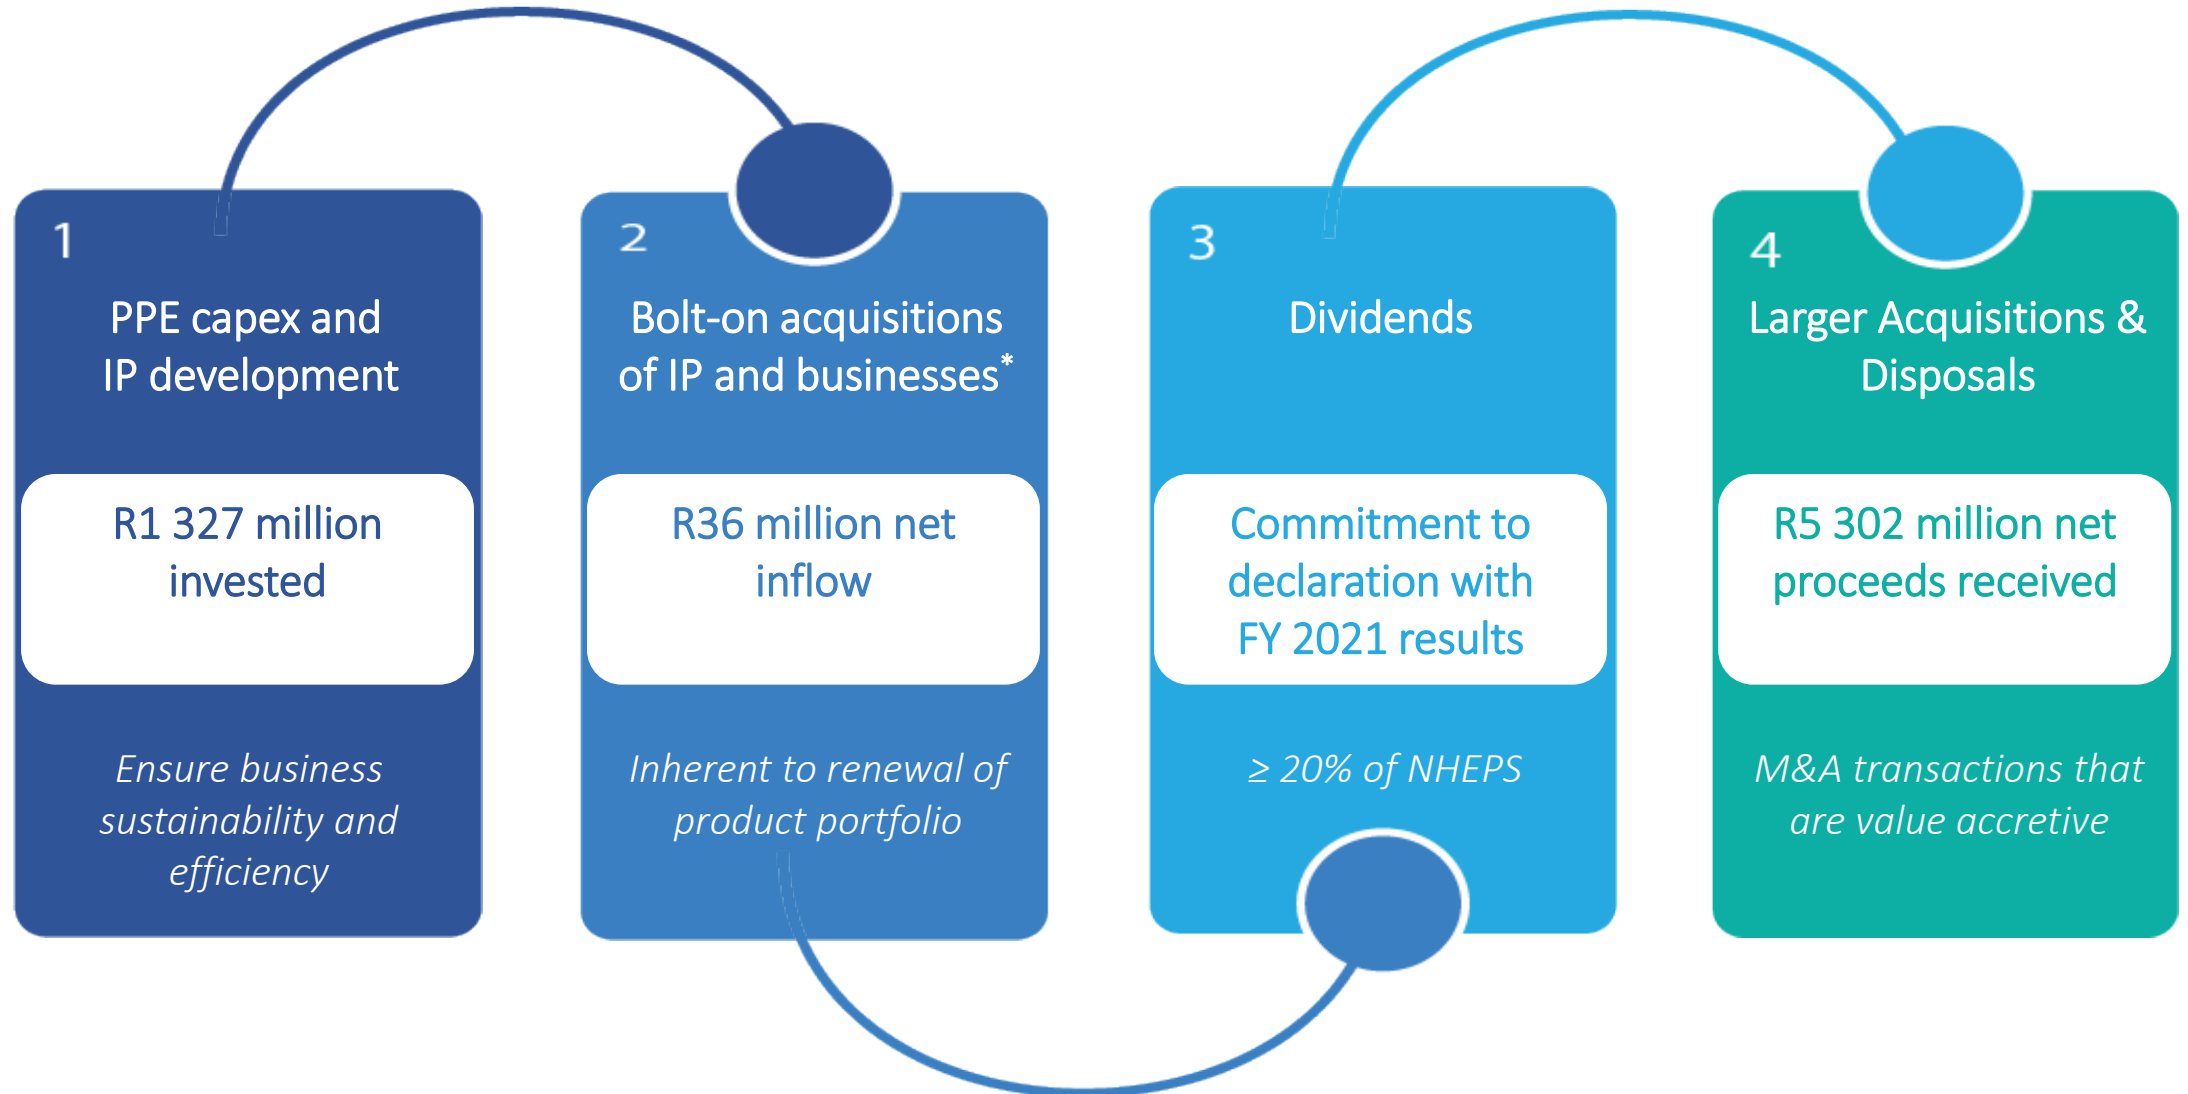 1
PPE capex and
IP development
R1 327 million
invested
Ensure business
sustainability and
efficiency
2
Bolt-on acquisitions
of IP and businesses*
R36 million net
inflow
Inherent to renewal of
product portfolio
3
Dividends
Commitment to
declaration with
FY 2021 results
≥ 20% of NHEPS
4
Larger Acquisitions &
Disposals
R5 302 million net
proceeds received
M&A transactions that
are value accretive